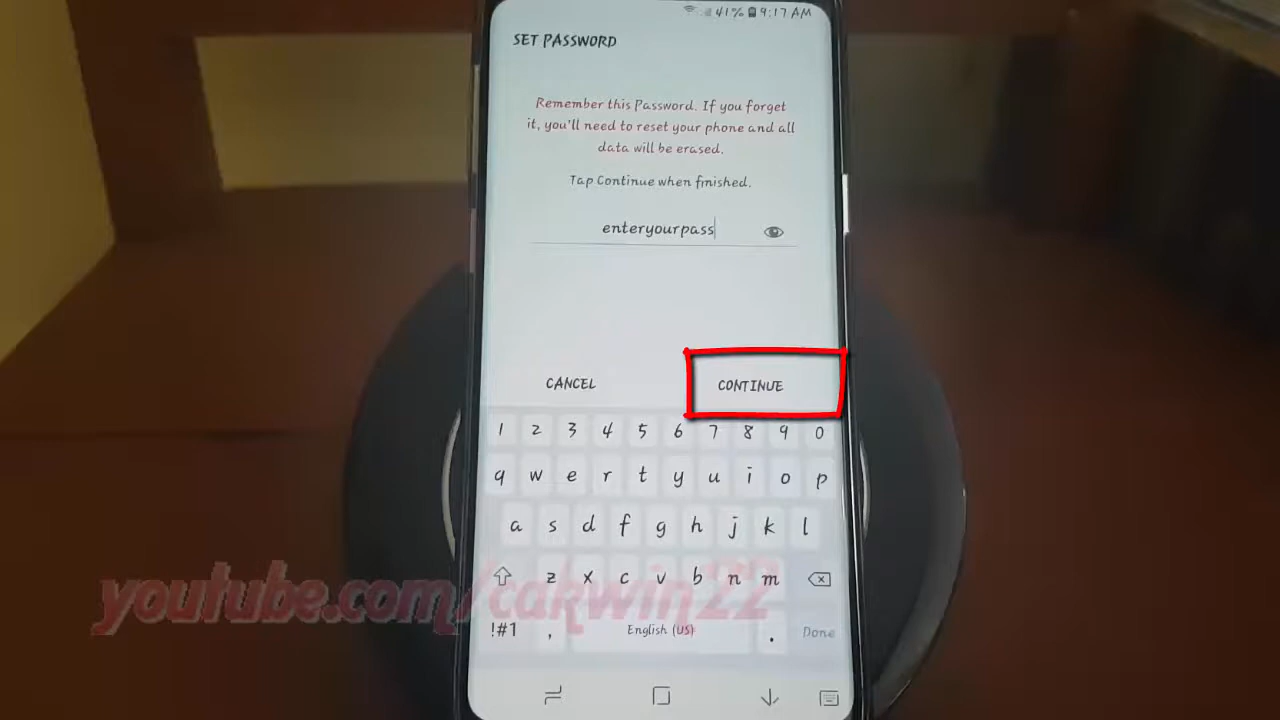 41% 9:17 AM
SET PASSWORD
Remember this Password. If you forget
it, you'll need to reset your phone and all
data will be erased.
Tap Continue when finished.
enteryourpass
CANCEL CONTINUE
1 2 3 4 5 6 7 8 9 0
q w e r t y u i o p
a s d f g h j k l
z x c v b n m
youtube.com/cakwin22
!#1 , English (US) . Done